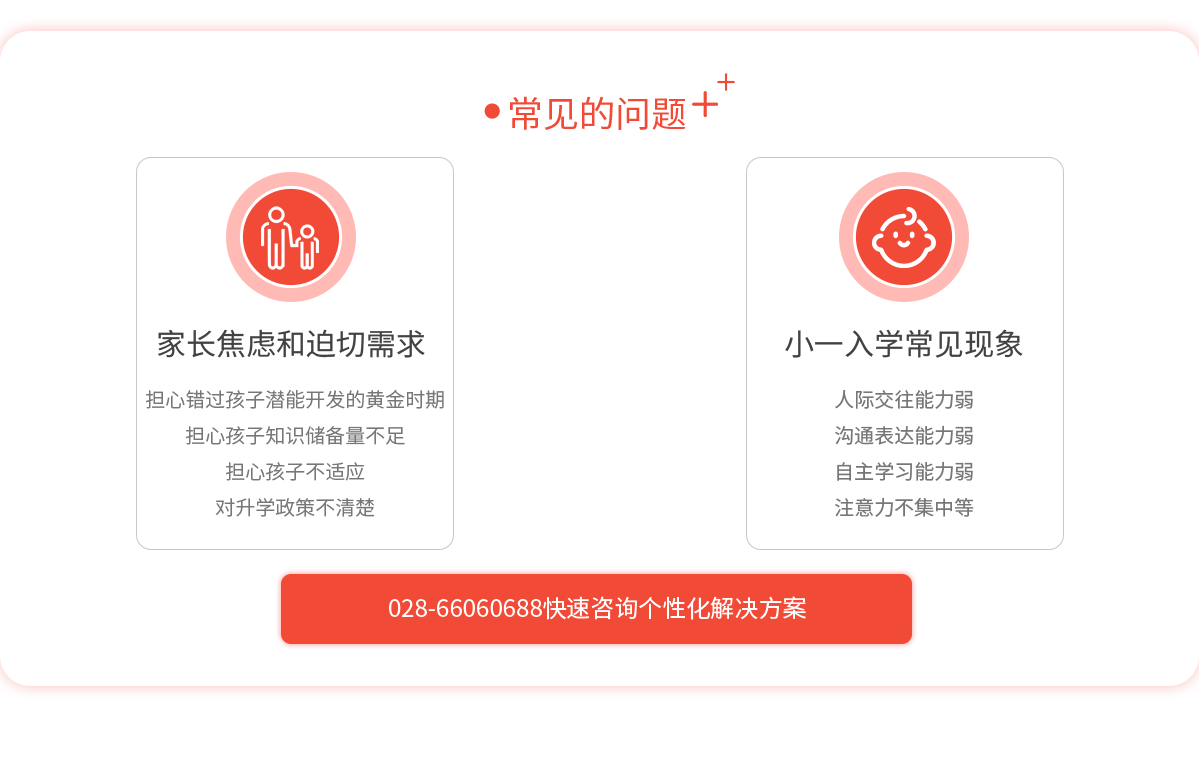 常见的问题
家长焦虑和迫切需求
担心错过孩子潜能开发的黄金时期
担心孩子知识储备量不足
担心孩子不适应
对升学政策不清楚
小一入学常见现象
人际交往能力弱
沟通表达能力弱
自主学习能力弱
注意力不集中等
028-66060688快速咨询个性化解决方案